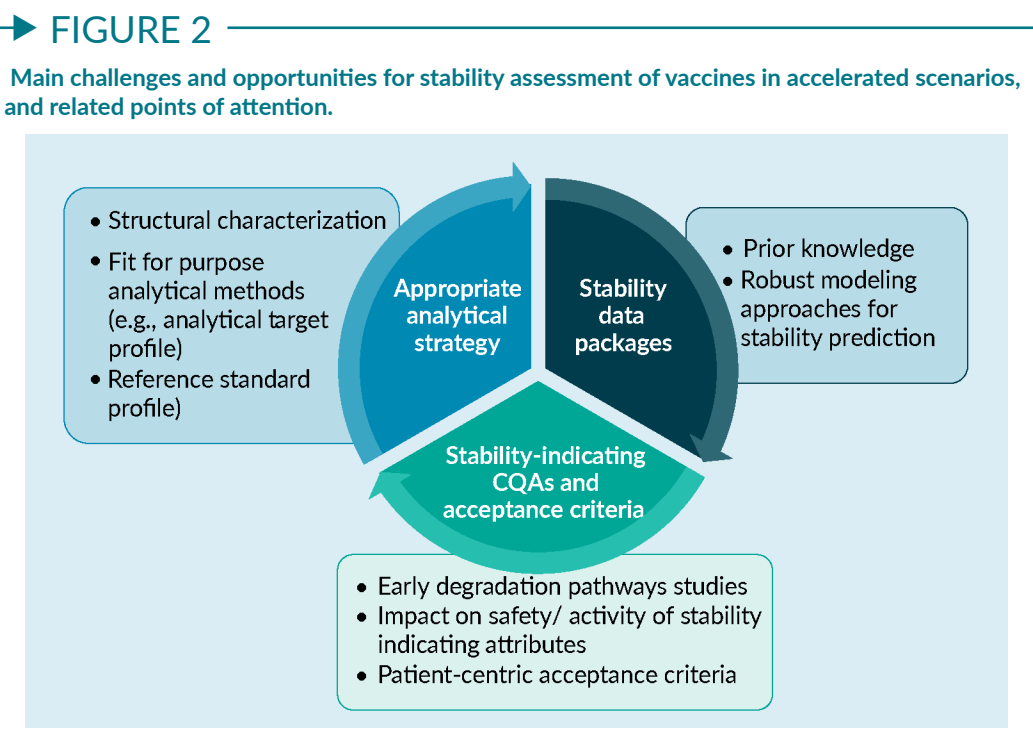 FIGURE 2
Main challenges and opportunities for stability assessment of vaccines in accelerated scenarios,
and related points of attention.
• Structural characterization
• Fit for purpose
analytical methods
(e.g., analytical target
profile)
• Reference standard
profile)
Appropriate
analytical
strategy
Stability
data
packages
• Prior knowledge
• Robust modeling
approaches for
stability prediction
Stability-indicating
CQAs and
acceptance criteria
• Early degradation pathways studies
• Impact on safety/ activity of stability
indicating attributes
• Patient-centric acceptance criteria